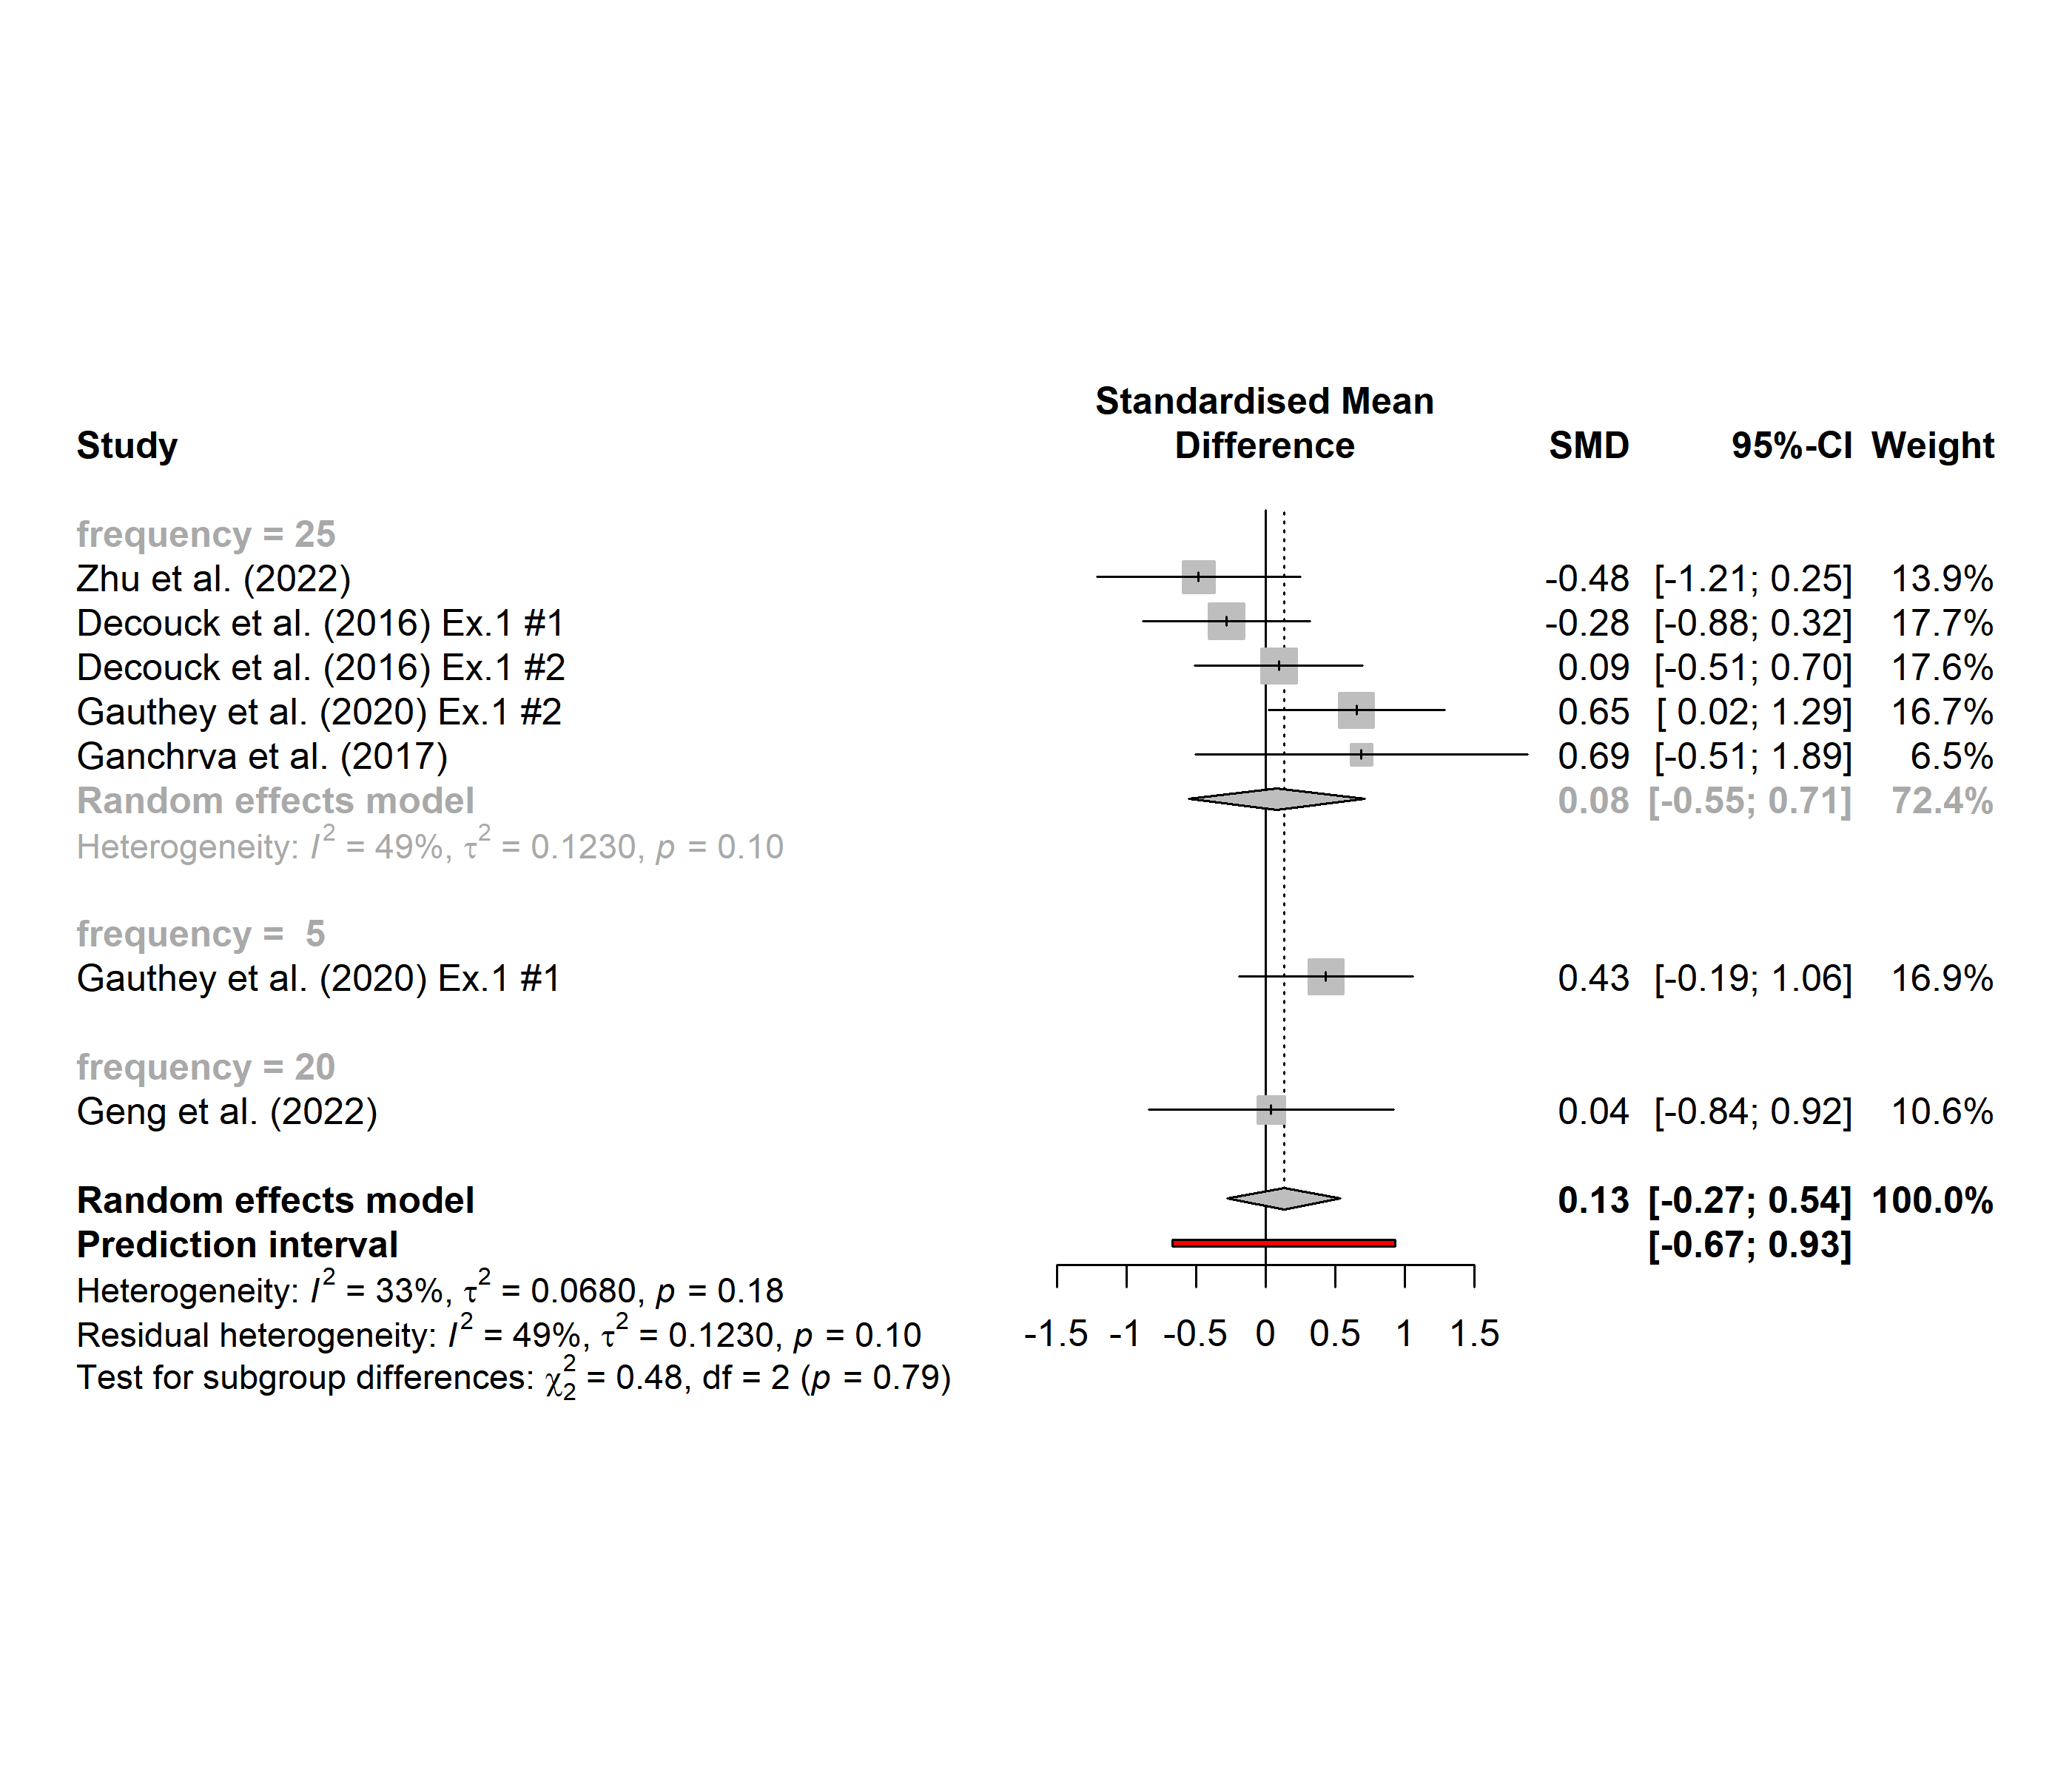 Standardised Mean
Study Difference SMD 95%-CI Weight
frequency = 25
Zhu et al. (2022) -0.48 [-1.21; 0.25] 13.9%
Decouck et al. (2016) Ex.1 #1 -0.28 [-0.88; 0.32] 17.7%
Decouck et al. (2016) Ex.1 #2 0.09 [-0.51; 0.70] 17.6%
Gauthey et al. (2020) Ex.1 #2 0.65 [ 0.02; 1.29] 16.7%
Ganchrva et al. (2017) 0.69 [-0.51; 1.89] 6.5%
Random effects model 0.08 [-0.55; 0.71] 72.4%
Heterogeneity: I² = 49%, τ² = 0.1230, p = 0.10
frequency = 5
Gauthey et al. (2020) Ex.1 #1 0.43 [-0.19; 1.06] 16.9%
frequency = 20
Geng et al. (2022) 0.04 [-0.84; 0.92] 10.6%
Random effects model 0.13 [-0.27; 0.54] 100.0%
Prediction interval [-0.67; 0.93]
Heterogeneity: I² = 33%, τ² = 0.0680, p = 0.18
Residual heterogeneity: I² = 49%, τ² = 0.1230, p = 0.10 -1.5 -1 -0.5 0 0.5 1 1.5
Test for subgroup differences: χ²₂ = 0.48, df = 2 (p = 0.79)